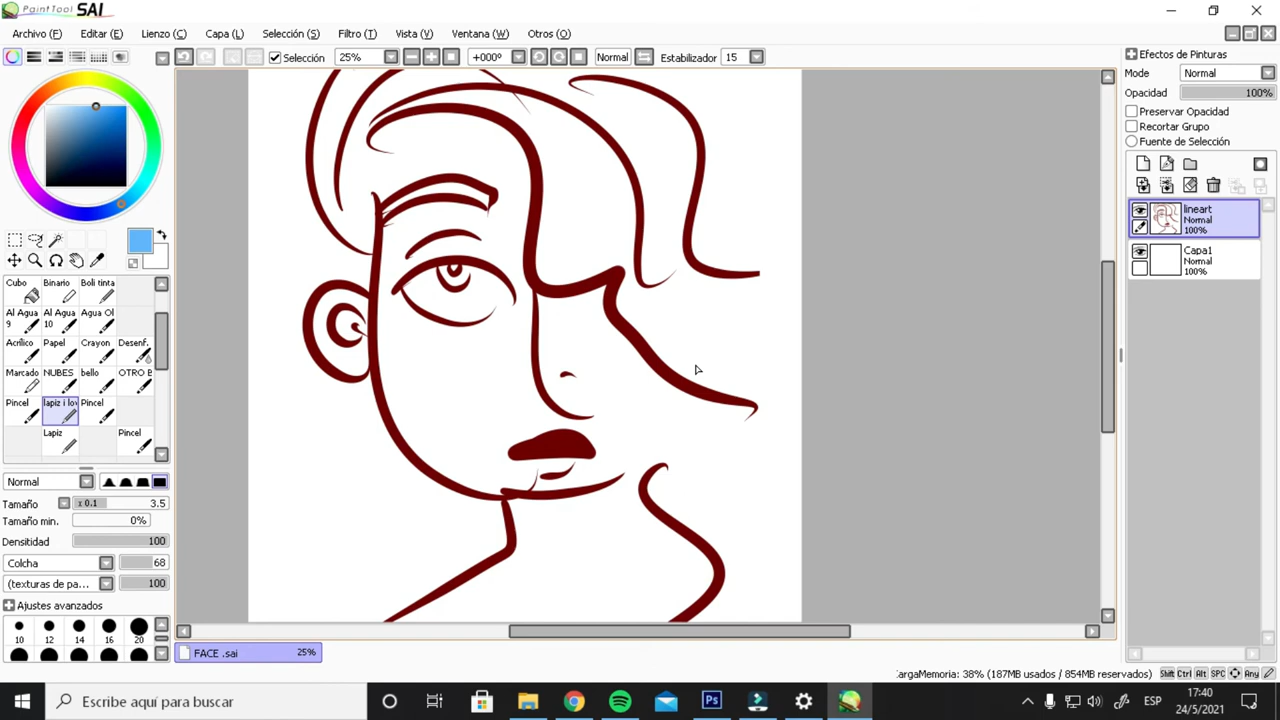 PaintTool SAI
Archivo (F) Editar (E) Lienzo (C) Capa (L) Selección (S) Filtro (T) Vista (V) Ventana (W) Otros (O)
Selección 25% +000º Normal Estabilizador 15
Cubo Binario Boli tinta
Al Agua 9 Al Agua 10 Agua Ol
Acrílico Papel Crayon Desenf.
Marcado NUBES bello OTRO B
Pincel lapiz i lov Pincel
Lapiz Pincel
Normal
Tamaño x 0.1 3.5
Tamaño min. 0%
Densitidad 100
Colcha 68
(texturas de pa... 100
Ajustes avanzados
10 12 14 16 20
Efectos de Pinturas
Mode Normal
Opacidad 100%
Preservar Opacidad
Recortar Grupo
Fuente de Selección
lineart
Normal
100%
Capa1
Normal
100%
FACE .sai 25%
CargaMemoria: 38% (187MB usados / 854MB reservados) Shift Ctrl Alt SPC Any
Escribe aquí para buscar
Ps
ESP
17:40
24/5/2021